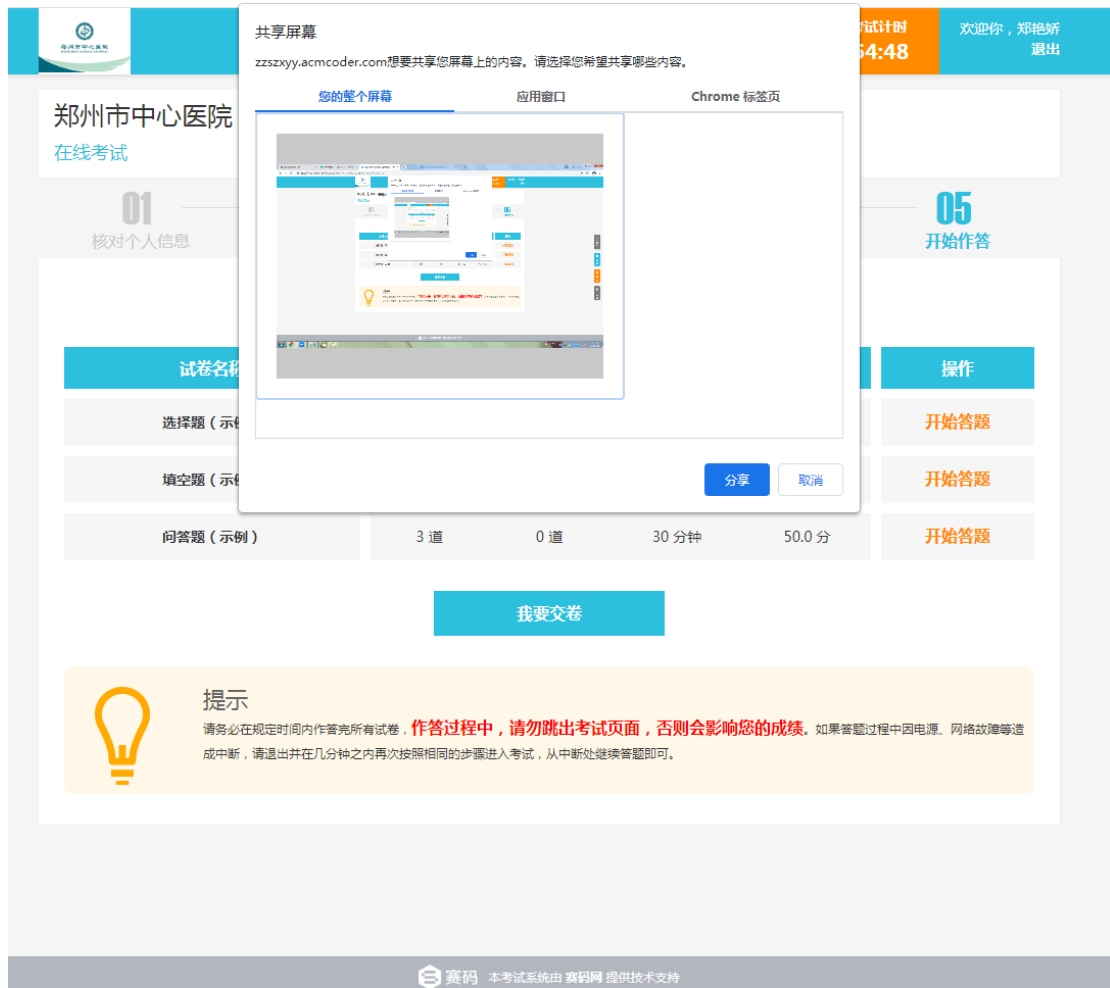 共享屏幕
zzszxyy.acmcoder.com想要共享您屏幕上的内容。请选择您希望共享哪些内容。
您的整个屏幕 应用窗口 Chrome 标签页
试计时
54:48
欢迎你，郑艳娇
退出
郑州市中心医院
在线考试
01
核对个人信息
05
开始作答
试卷名称 操作
选择题（示例 开始答题
填空题（示例 开始答题
分享 取消
问答题（示例） 3 道 0 道 30 分钟 50.0 分 开始答题
我要交卷
提示
请务必在规定时间内作答完所有试卷，作答过程中，请勿跳出考试页面，否则会影响您的成绩。如果答题过程中因电源、网络故障等造
成中断，请退出并在几分钟之内再次按照相同的步骤进入考试，从中断处继续答题即可。
赛码 本考试系统由 赛码网 提供技术支持